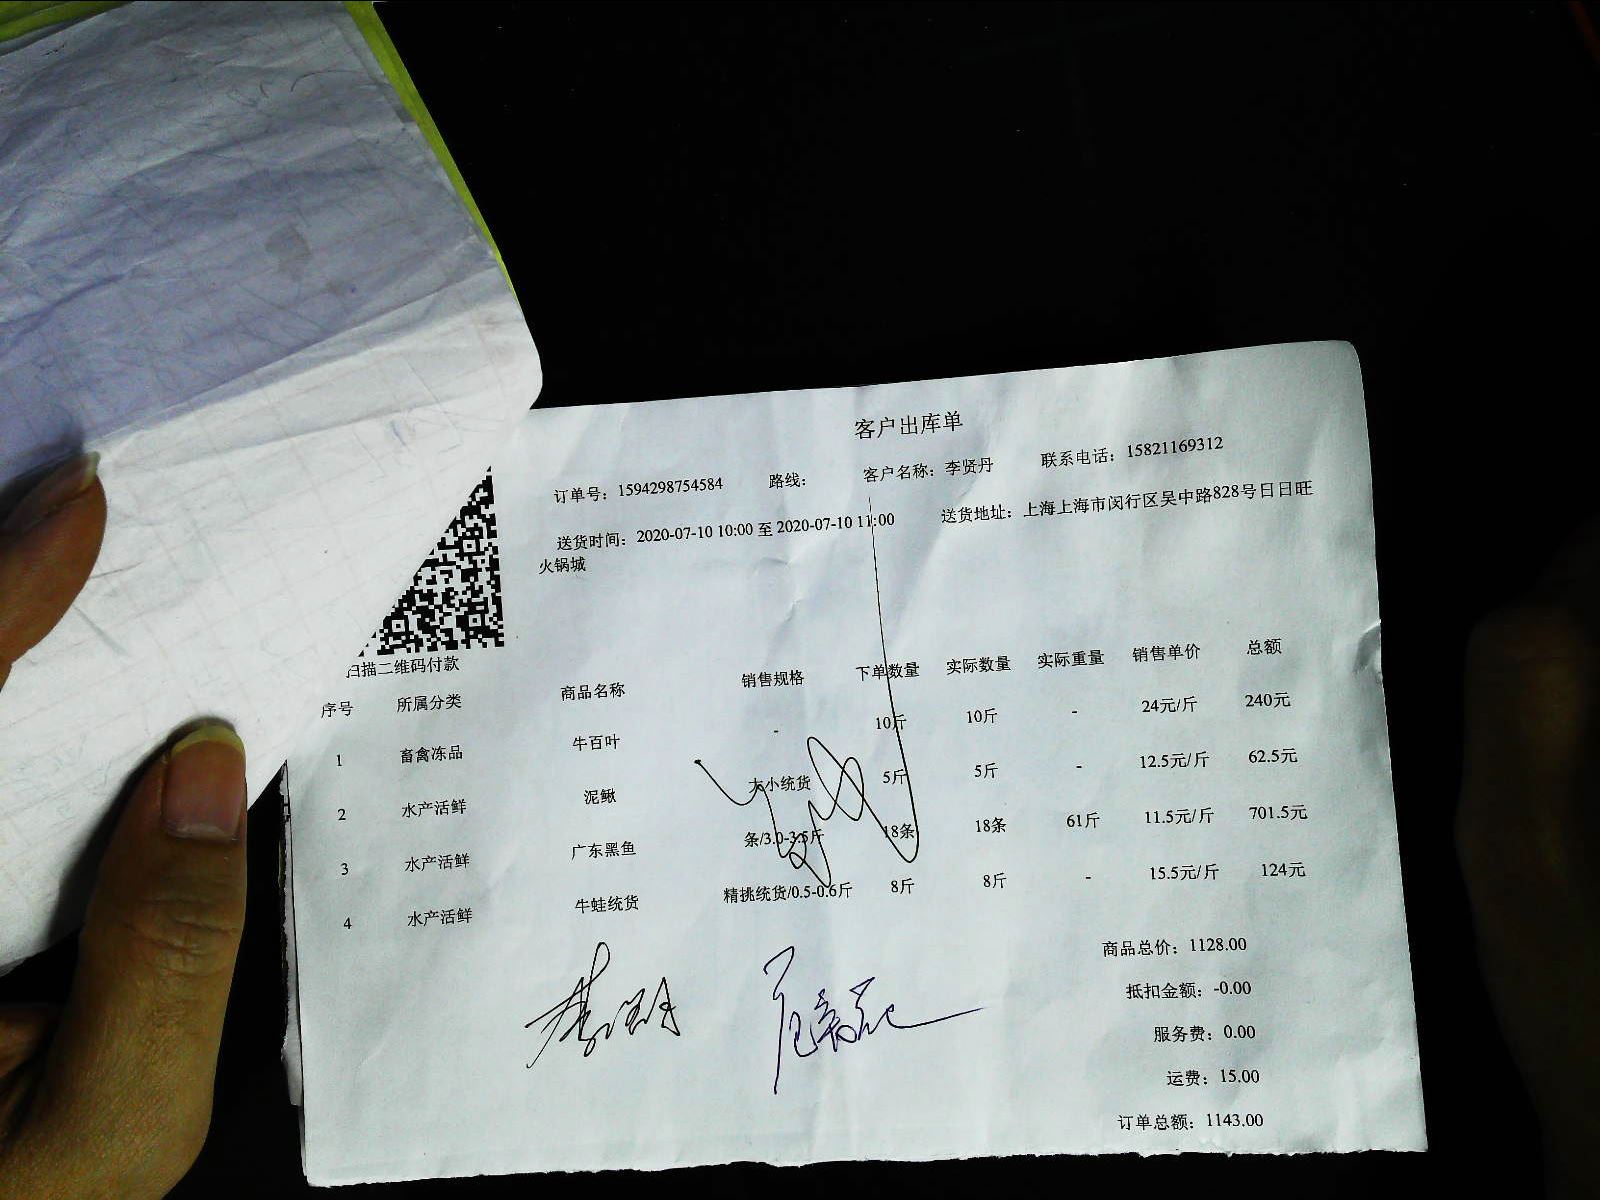 客户出库单
订单号：1594298754584 路线： 客户名称：李贤丹 联系电话：15821169312
送货时间：2020-07-10 10:00 至 2020-07-10 11:00 送货地址：上海上海市闵行区吴中路828号日日旺
火锅城
扫描二维码付款
序号 所属分类 商品名称 销售规格 下单数量 实际数量 实际重量 销售单价 总额
1 畜禽冻品 牛百叶 - 10斤 10斤 - 24元/斤 240元
2 水产活鲜 泥鳅 大小统货 5斤 5斤 - 12.5元/斤 62.5元
3 水产活鲜 广东黑鱼 条/3.0-3.5斤 18条 18条 61斤 11.5元/斤 701.5元
4 水产活鲜 牛蛙统货 精挑统货/0.5-0.6斤 8斤 8斤 - 15.5元/斤 124元
商品总价：1128.00
抵扣金额：-0.00
服务费：0.00
运费：15.00
订单总额：1143.00